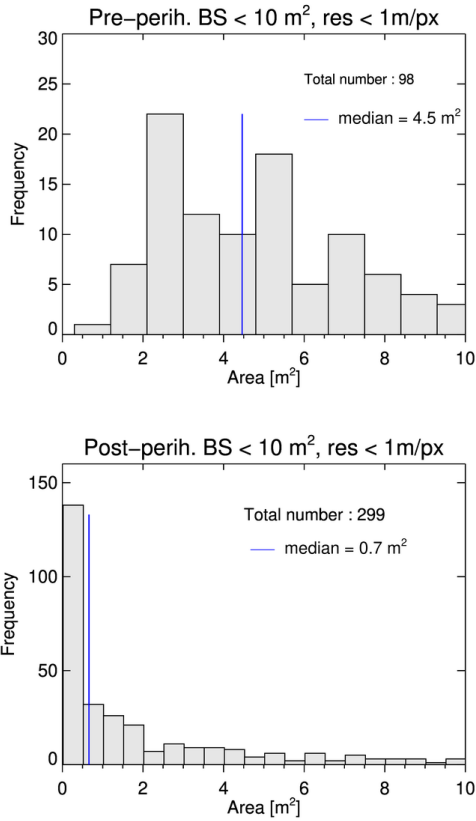 Pre−perih. BS < 10 m², res < 1m/px
30
25
20
15
10
5
0
Frequency
Total number : 98
median = 4.5 m²
0 2 4 6 8 10
Area [m²]
Post−perih. BS < 10 m², res < 1m/px
150
100
50
0
Frequency
Total number : 299
median = 0.7 m²
0 2 4 6 8 10
Area [m²]